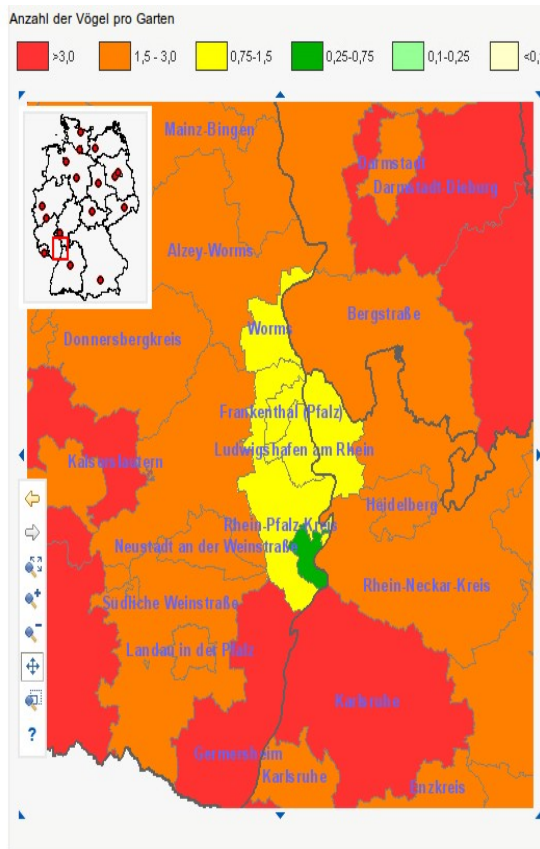 Anzahl der Vögel pro Garten
>3,0 1,5 - 3,0 0,75-1,5 0,25-0,75 0,1-0,25
Mainz-Bingen
Darmstadt
Darmstadt-Dieburg
Alzey-Worms
Bergstraße
Worms
Donnersbergkreis
Frankenthal (Pfalz)
Ludwigshafen am Rhein
Kaiserslautern
Heidelberg
Rhein-Pfalz-Kreis
Neustadt an der Weinstraße
Rhein-Neckar-Kreis
Südliche Weinstraße
Landau in der Pfalz
Karlsruhe
Germersheim
Karlsruhe
Enzkreis
?